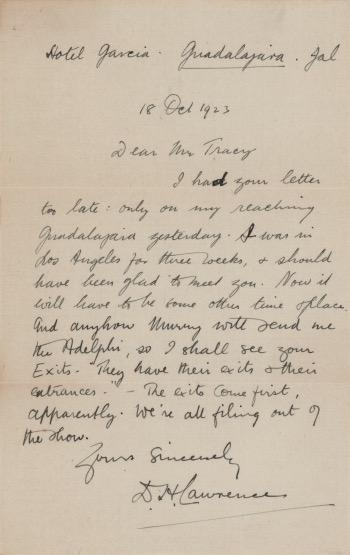 Hotel Garcia. Guadalajara. Jal
18 Oct 1923
Dear Mr Tracy
I had your letter
too late: only on my reaching
Guadalajara yesterday. I was in
Los Angeles for three weeks, & should
have been glad to meet you. Now it
will have to be some other time & place.
And anyhow Murry will send me
the Adelphi, so I shall see your
Exits. "They have their exits & their
entrances." – The exits come first,
apparently. We're all filing out of
the show.
Yours Sincerely
D. H. Lawrence